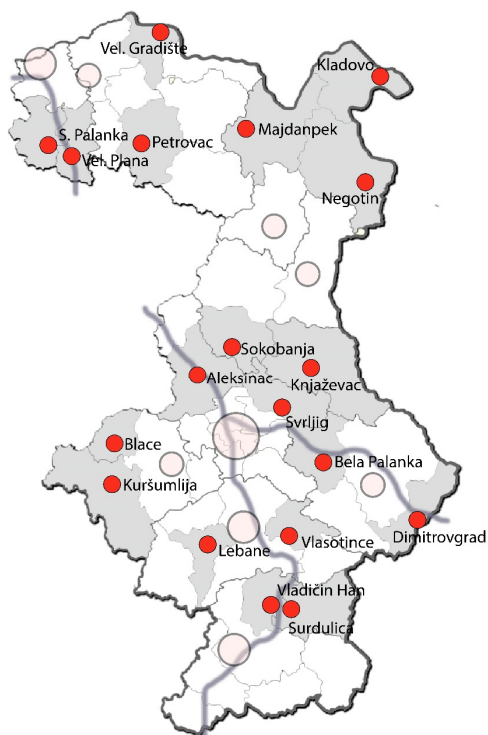 Vel. Gradište
Kladovo
S. Palanka
Petrovac
Majdanpek
Vel. Plana
Negotin
Sokobanja
Aleksinac
Knjaževac
Svrljig
Blace
Bela Palanka
Kuršumlija
Dimitrovgrad
Vlasotince
Lebane
Vladičin Han
Surdulica